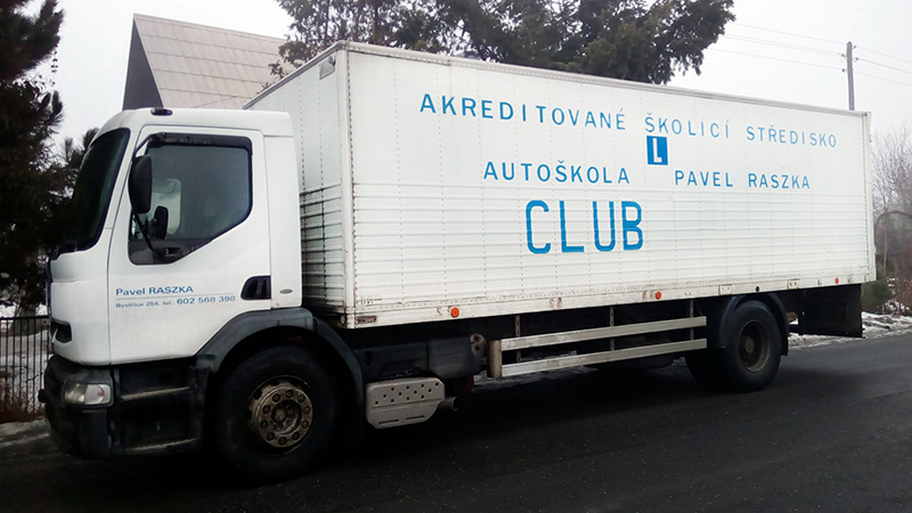 AKREDITOVANÉ ŠKOLICÍ STŘEDISKO
L
AUTOŠKOLA PAVEL RASZKA
CLUB
Pavel RASZKA
Bystřice 254, tel. 602 568 398